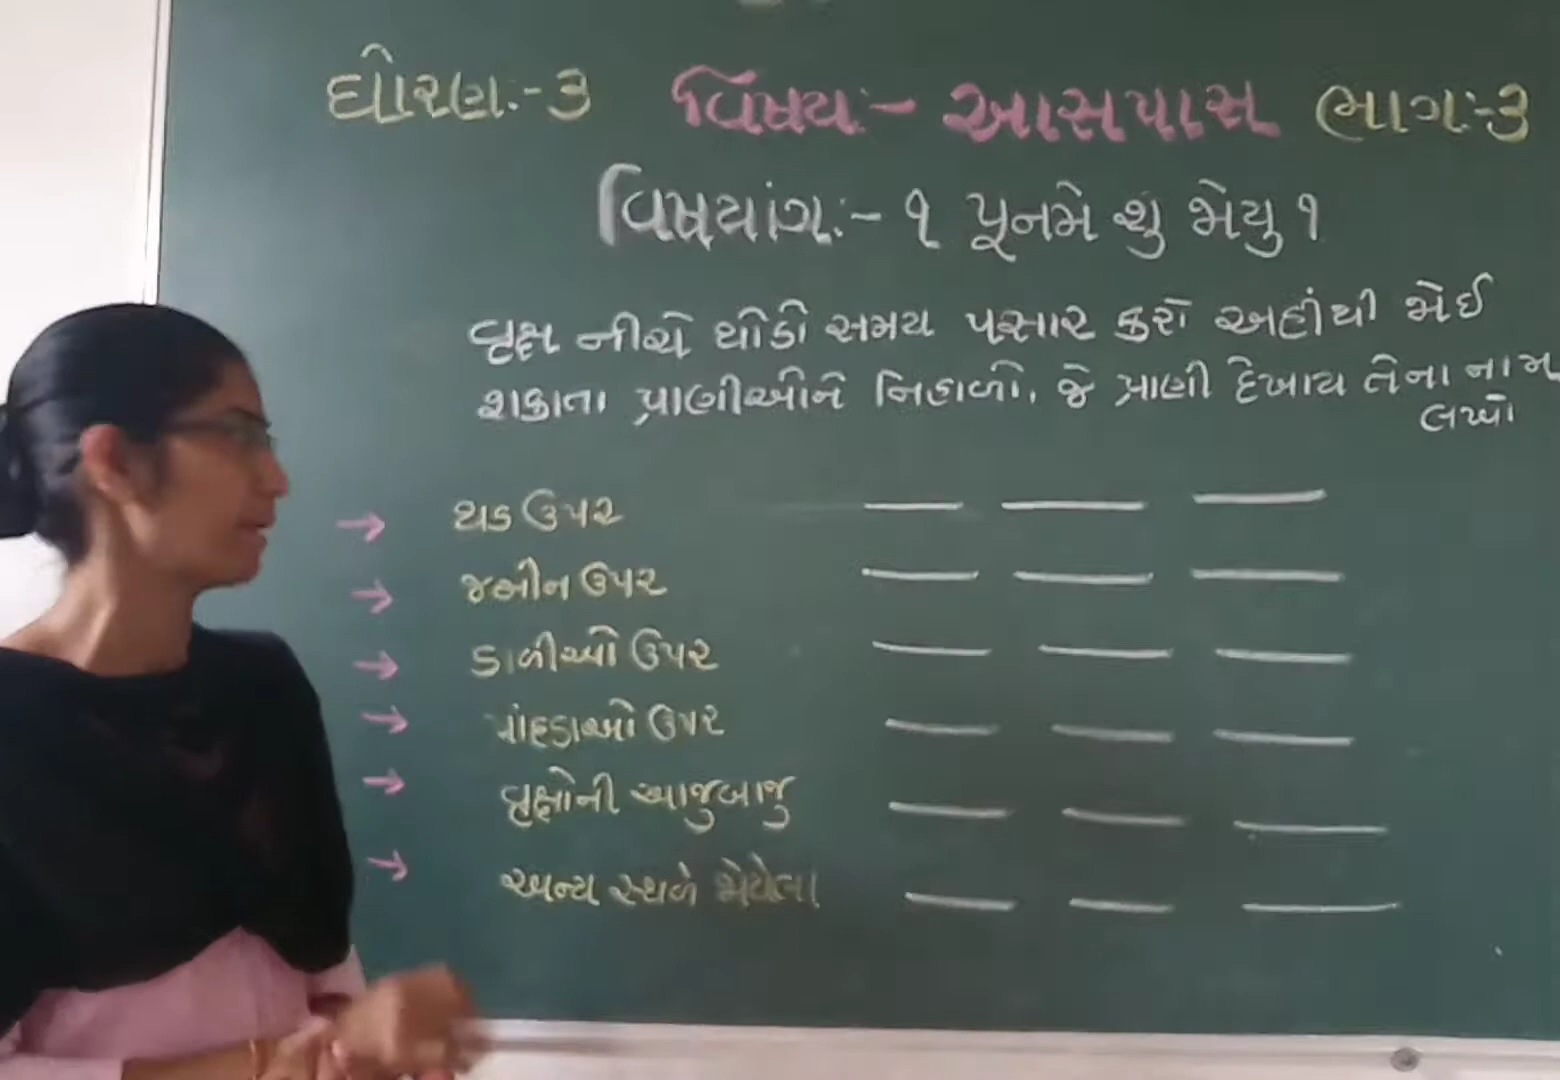 ધોરણ:-૩ વિષય:- આસપાસ ભાગ:-૩
વિષયાંગ:- ૧ પૂનમે શુ જોયુ ?
વૃક્ષ નીચે થોડો સમય પસાર કરો અહીંથી જોઈ
શકાતા પ્રાણીઓને નિહાળો. જે પ્રાણી દેખાય તેના નામ
લખો
→ થડ ઉપર
→ જમીન ઉપર
→ ડાળીઓ ઉપર
→ પાંદડાઓ ઉપર
→ વૃક્ષોની આજુબાજુ
→ અન્ય સ્થળે જોયેલા